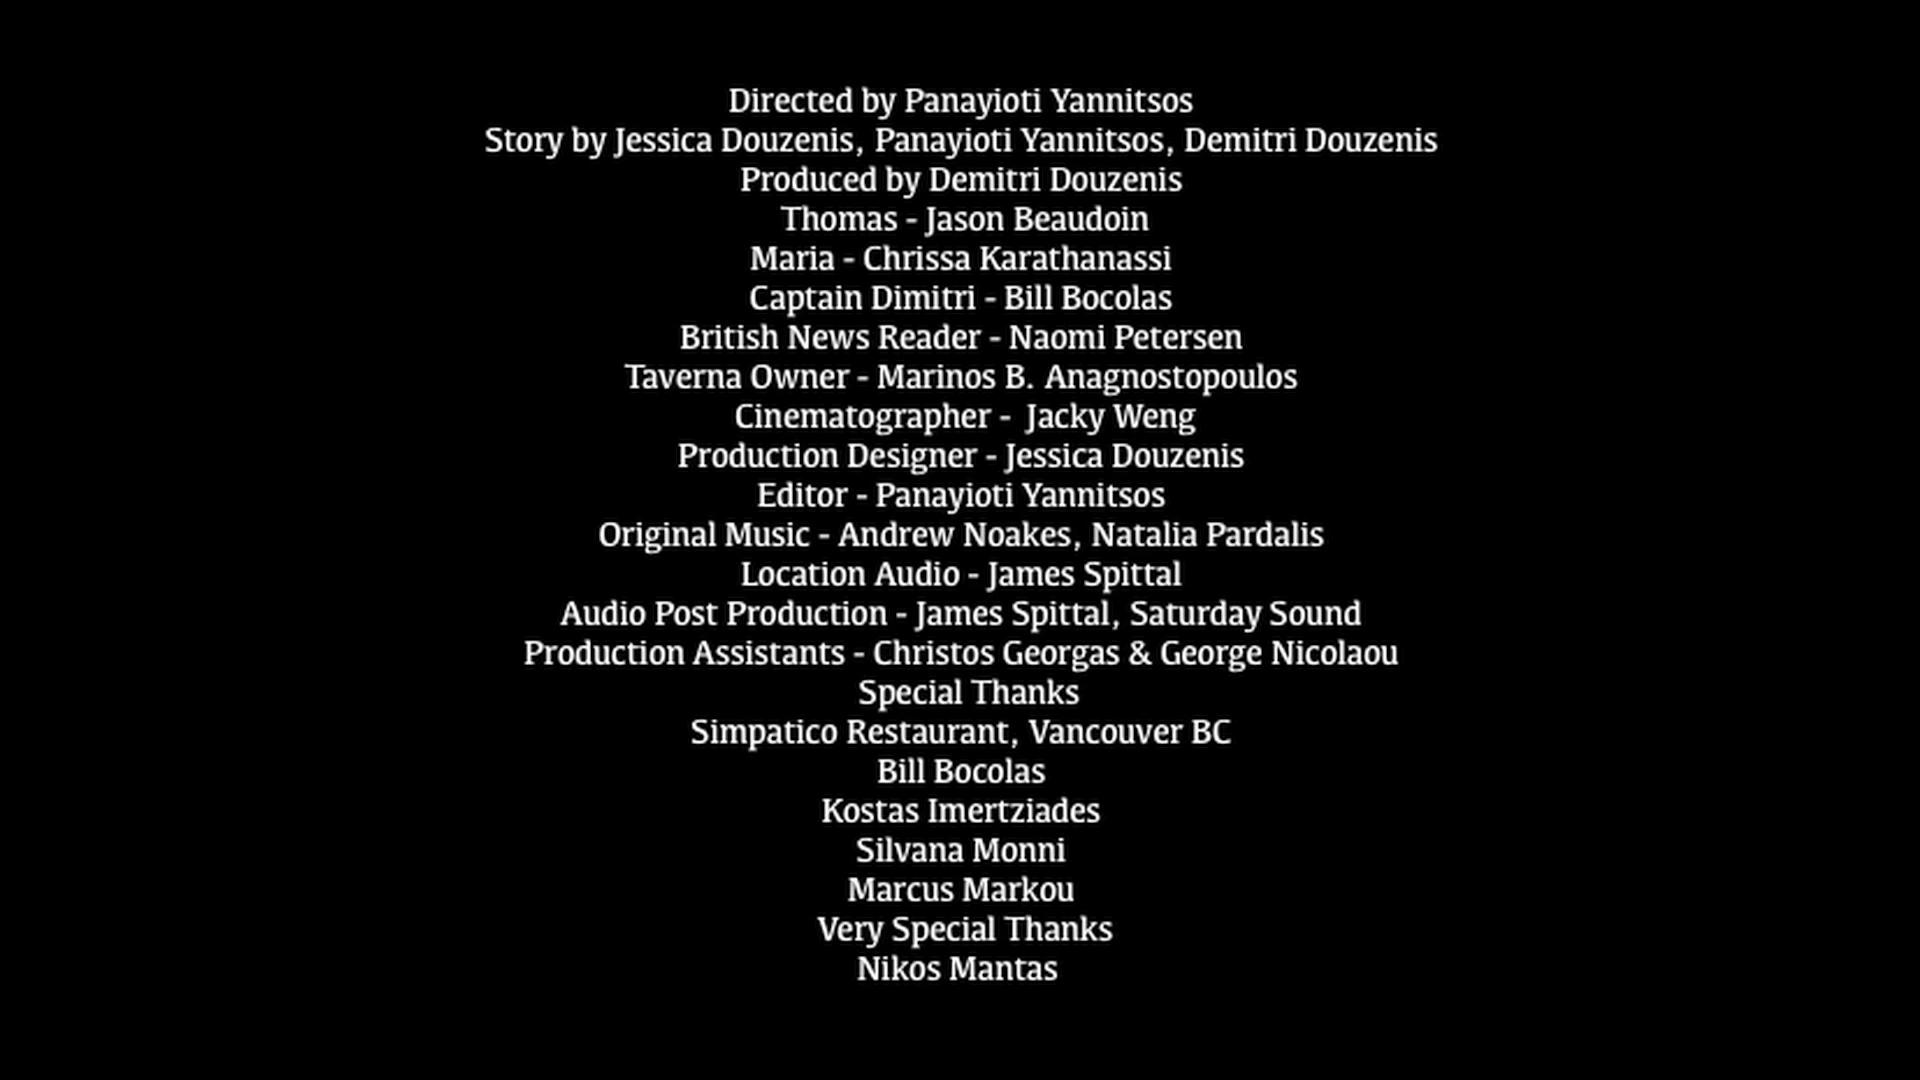 Directed by Panayioti Yannitsos
Story by Jessica Douzenis, Panayioti Yannitsos, Demitri Douzenis
Produced by Demitri Douzenis
Thomas - Jason Beaudoin
Maria - Chrissa Karathanassi
Captain Dimitri - Bill Bocolas
British News Reader - Naomi Petersen
Taverna Owner - Marinos B. Anagnostopoulos
Cinematographer -  Jacky Weng
Production Designer - Jessica Douzenis
Editor - Panayioti Yannitsos
Original Music - Andrew Noakes, Natalia Pardalis
Location Audio - James Spittal
Audio Post Production - James Spittal, Saturday Sound
Production Assistants - Christos Georgas & George Nicolaou
Special Thanks
Simpatico Restaurant, Vancouver BC
Bill Bocolas
Kostas Imertziades
Silvana Monni
Marcus Markou
Very Special Thanks
Nikos Mantas